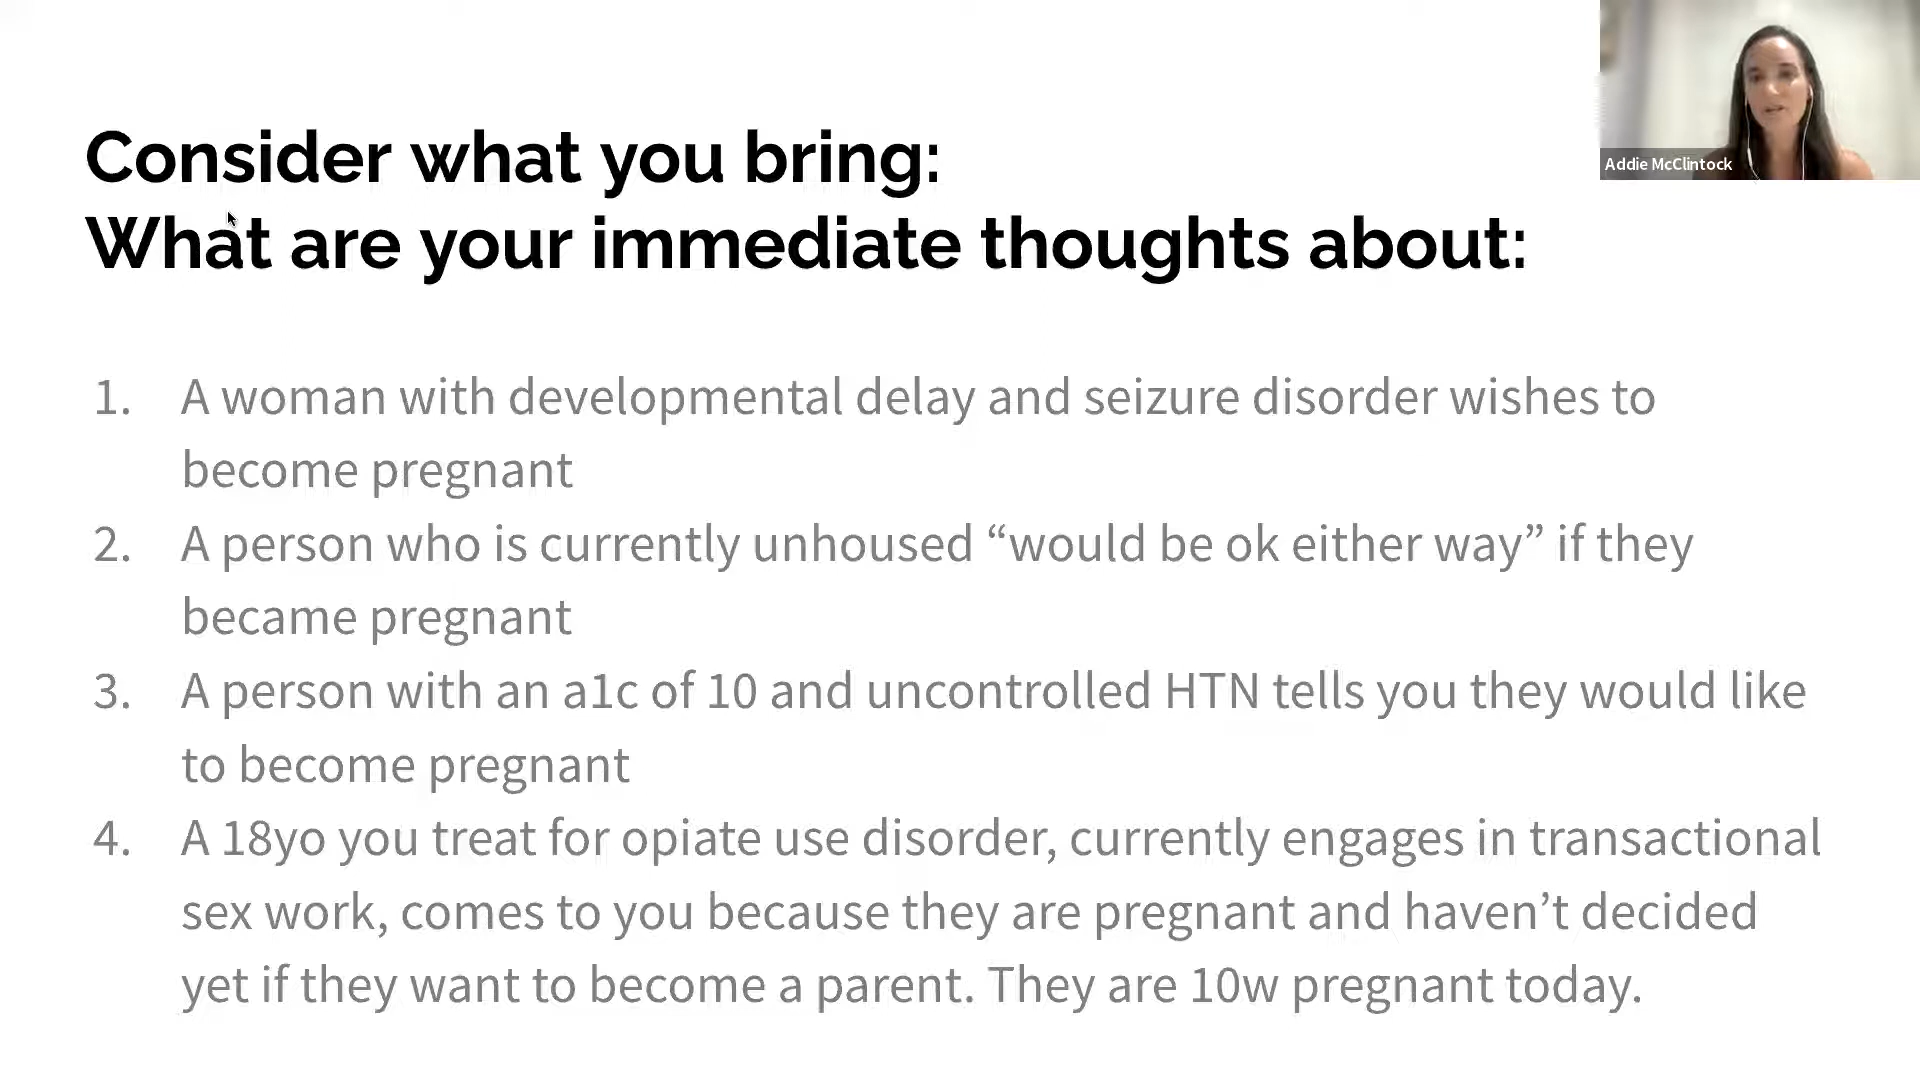 Addie McClintock
Consider what you bring:
What are your immediate thoughts about:
1. A woman with developmental delay and seizure disorder wishes to
become pregnant
2. A person who is currently unhoused “would be ok either way” if they
became pregnant
3. A person with an a1c of 10 and uncontrolled HTN tells you they would like
to become pregnant
4. A 18yo you treat for opiate use disorder, currently engages in transactional
sex work, comes to you because they are pregnant and haven’t decided
yet if they want to become a parent. They are 10w pregnant today.